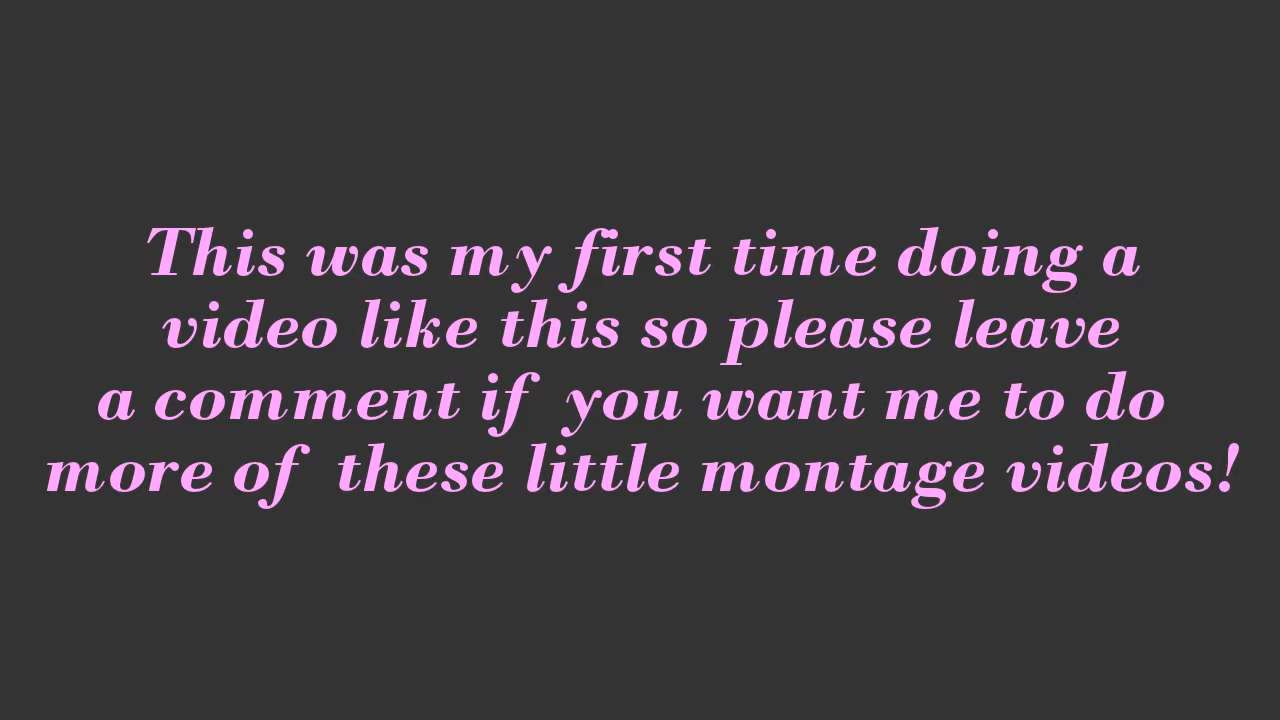 This was my first time doing a
video like this so please leave
a comment if you want me to do
more of these little montage videos!